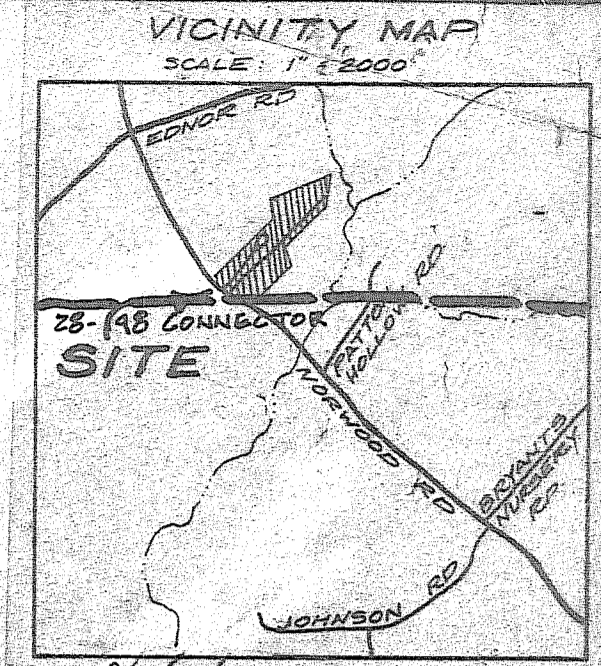 VICINITY MAP
SCALE: 1" = 2000'
EDNOR RD
28-198 CONNECTOR
SITE
PATTON
HOLLOW RD
NORWOOD RD
BRYANTS
NURSERY
RD.
JOHNSON RD